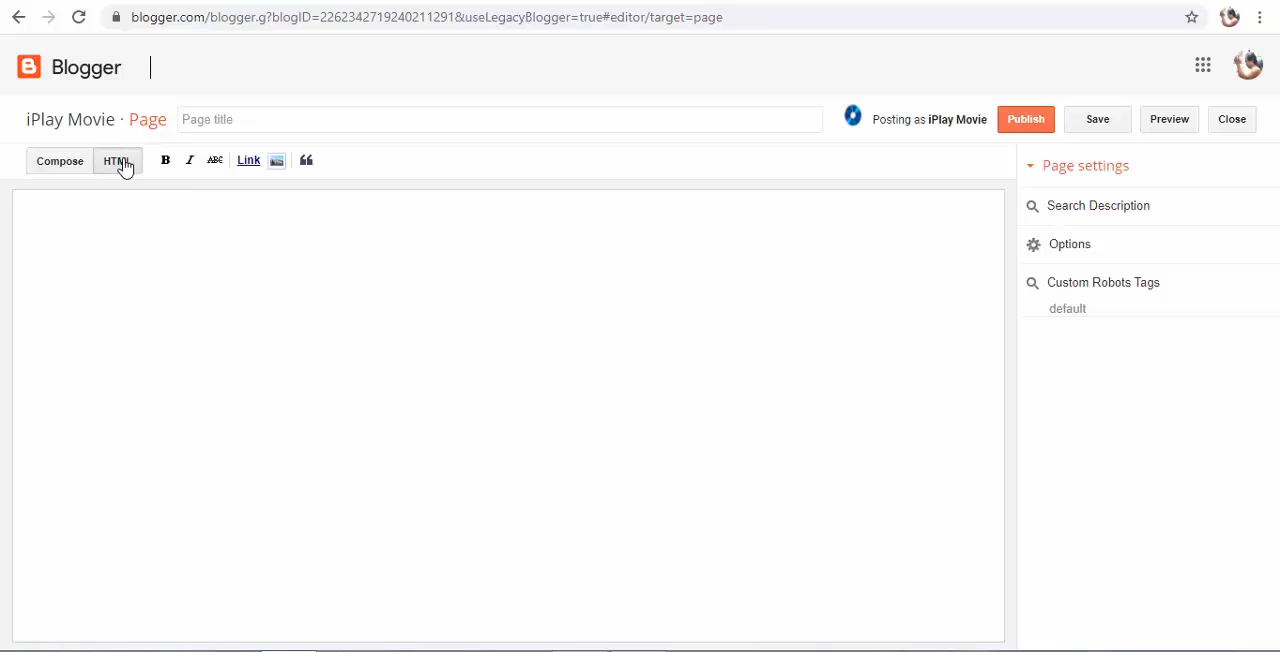 blogger.com/blogger.g?blogID=2262342719240211291&useLegacyBlogger=true#editor/target=page
Blogger
iPlay Movie · Page
Page title
Posting as iPlay Movie
Publish
Save
Preview
Close
Compose
HTML
B
I
ABC
Link
Page settings
Search Description
Options
Custom Robots Tags
default